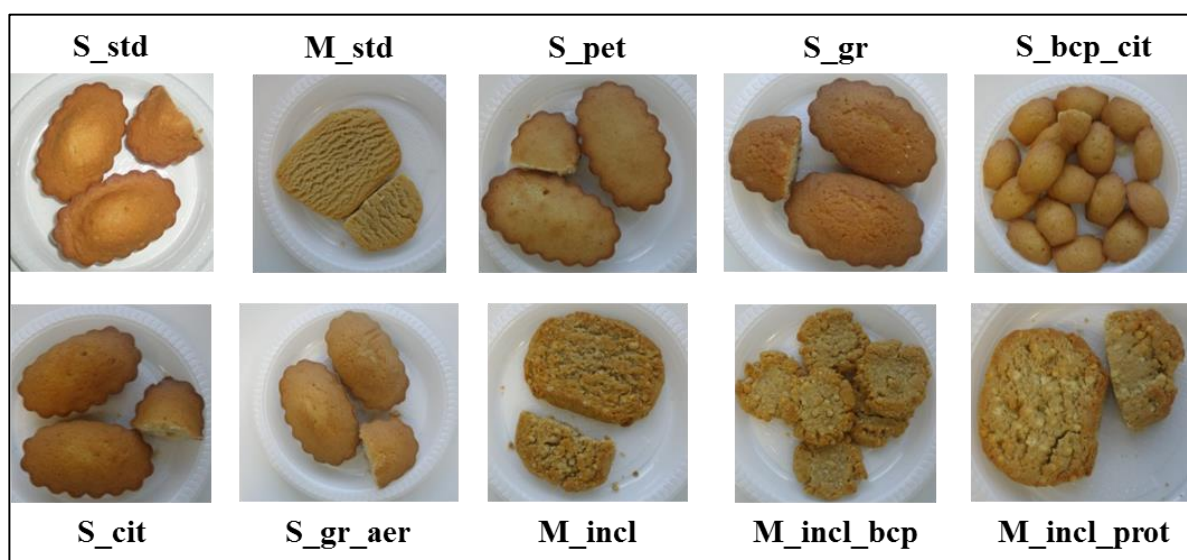 S_std M_std S_pet S_gr S_bcp_cit
S_cit S_gr_aer M_incl M_incl_bcp M_incl_prot